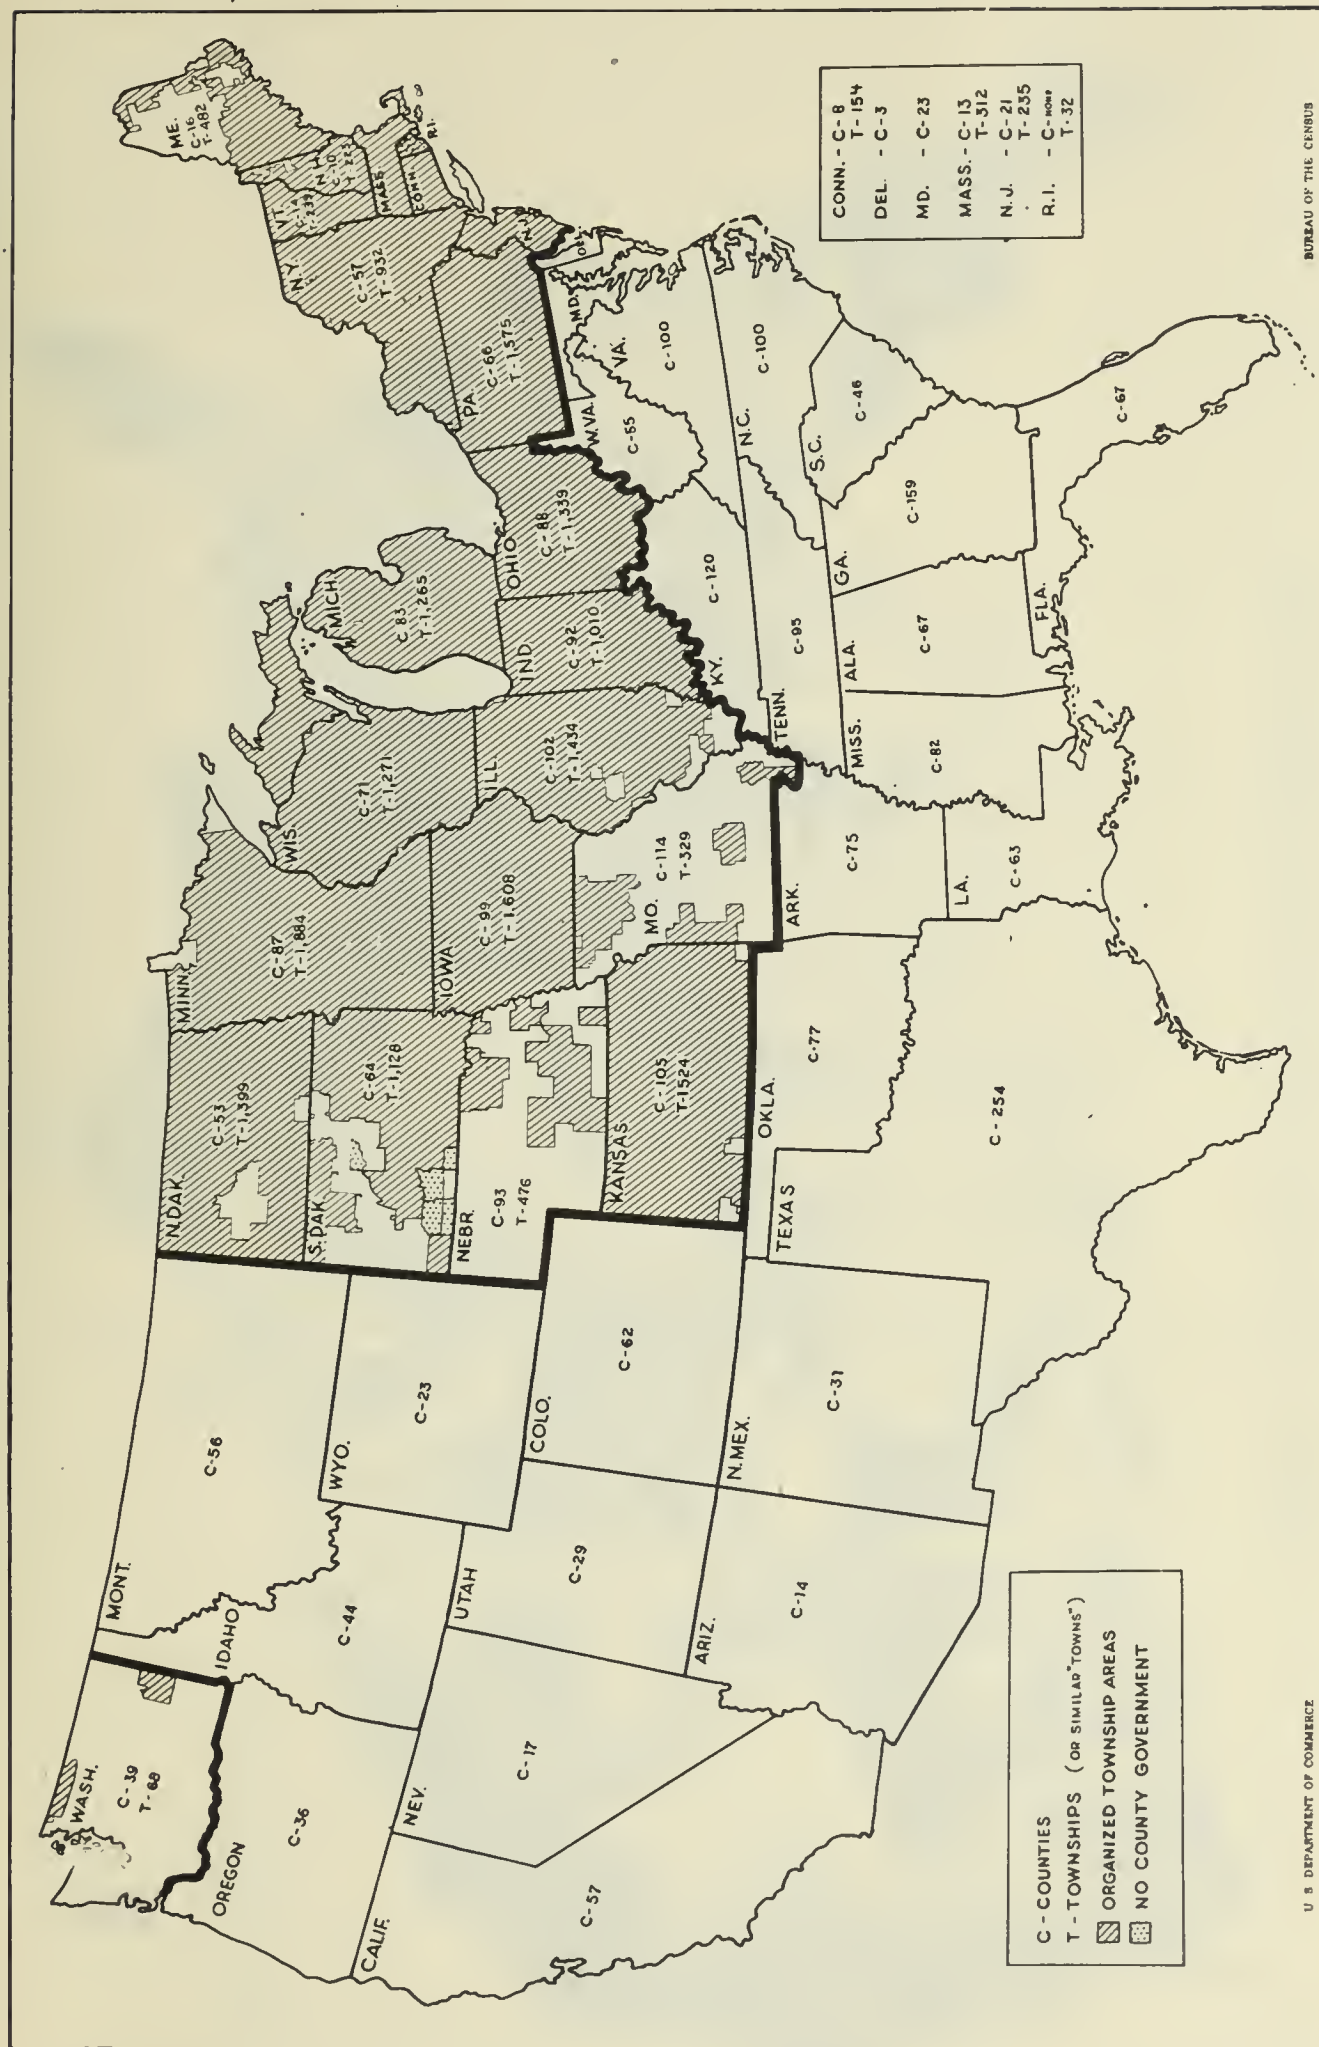 WASH.
C-39
T-68
OREGON
C-36
CALIF.
C-57
NEV.
C-17
IDAHO
C-44
MONT.
C-56
WYO.
C-23
UTAH
C-29
ARIZ.
C-14
COLO.
C-62
N.MEX.
C-31
N.DAK.
C-53
T-1,399
S.DAK.
C-64
T-1,128
NEBR.
C-93
T-476
KANSAS
C-105
T-1524
OKLA.
C-77
TEXAS
C-254
MINN.
C-87
T-1,884
IOWA
C-99
T-1,608
MO.
C-114
T-329
ARK.
C-75
LA.
C-63
WIS.
C-71
T-1,271
ILL.
C-102
T-1,434
MICH.
C-83
T-1,265
IND.
C-92
T-1,010
OHIO
C-88
T-1,339
KY.
C-120
TENN.
C-95
MISS.
C-82
ALA.
C-67
GA.
C-159
FLA.
C-67
S.C.
C-46
N.C.
C-100
VA.
C-100
W.VA.
C-55
MD.
DEL.
PA.
C-66
T-1,575
N.J.
N.Y.
C-57
T-932
VT.
N.H.
C-10
ME.
C-16
T-482
MASS.
CONN.
R.I.
CONN. - C-8
T-154
DEL. - C-3
MD. - C-23
MASS. - C-13
T-312
N.J. - C-21
T-235
R.I. - C-NONE
T-32
C - COUNTIES
T - TOWNSHIPS (OR SIMILAR "TOWNS")
ORGANIZED TOWNSHIP AREAS
NO COUNTY GOVERNMENT
U S DEPARTMENT OF COMMERCE
BUREAU OF THE CENSUS